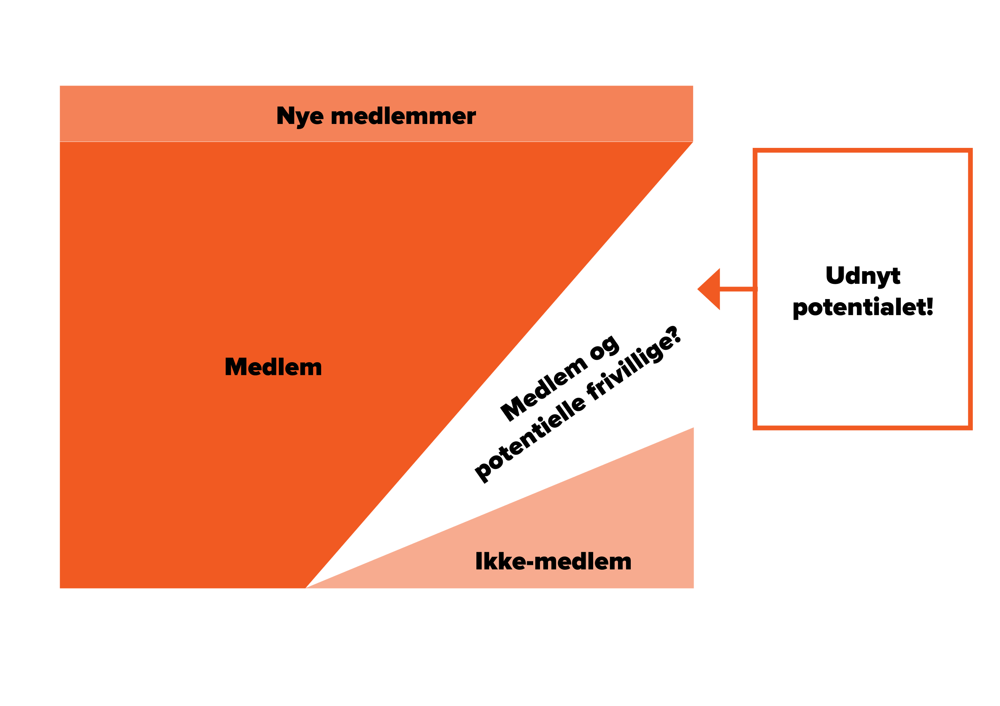 Nye medlemmer
Medlem
Medlem og
potentielle frivillige?
Ikke-medlem
Udnyt
potentialet!